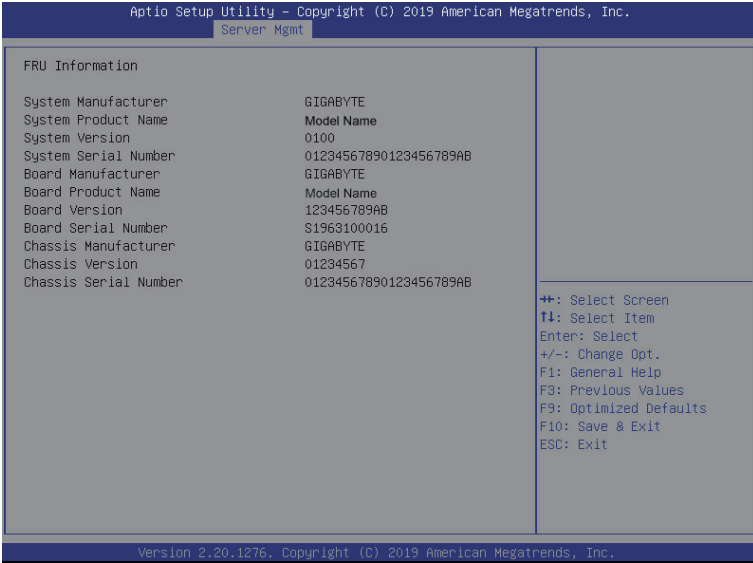 Aptio Setup Utility – Copyright (C) 2019 American Megatrends, Inc.
Server Mgmt
FRU Information
System Manufacturer GIGABYTE
System Product Name Model Name
System Version 0100
System Serial Number 01234567890123456789AB
Board Manufacturer GIGABYTE
Board Product Name Model Name
Board Version 123456789AB
Board Serial Number S1963100016
Chassis Manufacturer GIGABYTE
Chassis Version 01234567
Chassis Serial Number 01234567890123456789AB
→←: Select Screen
↑↓: Select Item
Enter: Select
+/-: Change Opt.
F1: General Help
F3: Previous Values
F9: Optimized Defaults
F10: Save & Exit
ESC: Exit
Version 2.20.1276. Copyright (C) 2019 American Megatrends, Inc.